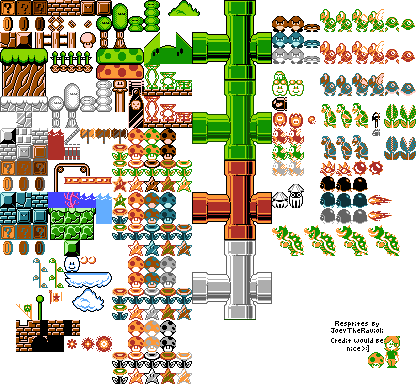 Resprites by
JoeyTheRavioli
Credit would be
nice>:]